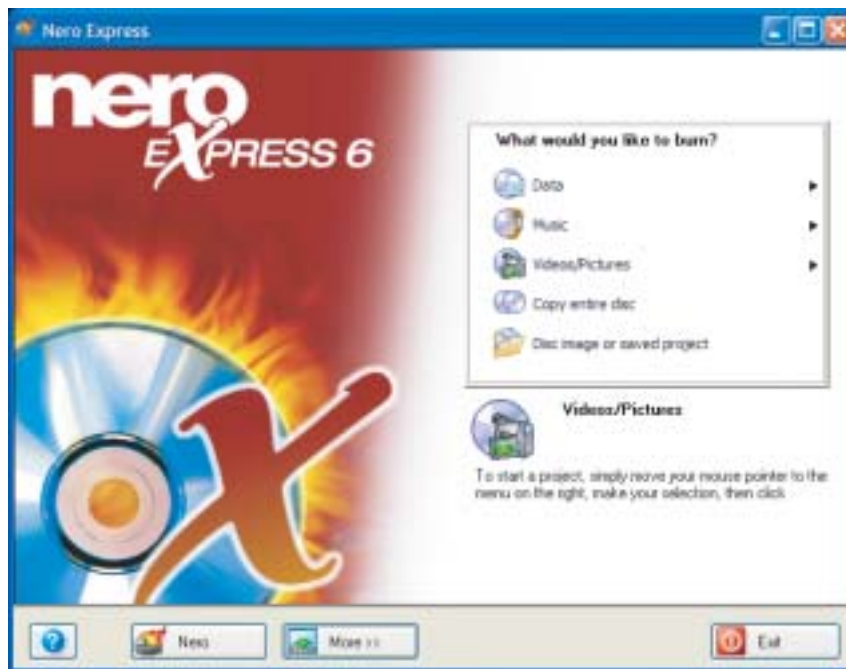 Nero Express
nero
EXPRESS 6
What would you like to burn?
Data
Music
Videos/Pictures
Copy entire disc
Disc image or saved project
Videos/Pictures
To start a project, simply move your mouse pointer to the
menu on the right, make your selection, then click
Nero
More >>
Exit